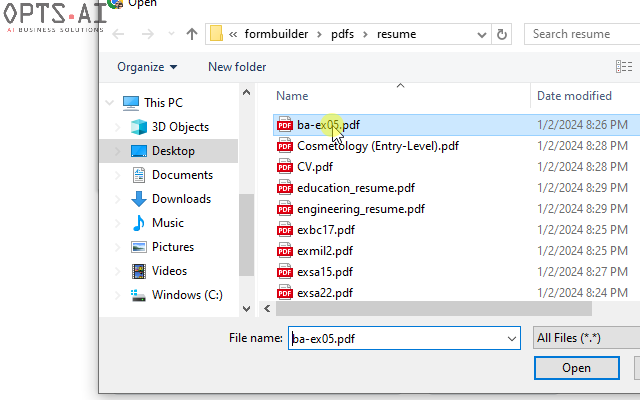 OPTS.AI
AI BUSINESS SOLUTIONS
Open
« formbuilder > pdfs > resume
Search resume
Organize
New folder
Name
Date modified
This PC
3D Objects
Desktop
Documents
Downloads
Music
Pictures
Videos
Windows (C:)
ba-ex05.pdf 1/2/2024 8:26 PM
Cosmetology (Entry-Level).pdf 1/2/2024 8:28 PM
CV.pdf 1/2/2024 8:28 PM
education_resume.pdf 1/2/2024 8:29 PM
engineering_resume.pdf 1/2/2024 8:29 PM
exbc17.pdf 1/2/2024 8:25 PM
exmil2.pdf 1/2/2024 8:25 PM
exsa15.pdf 1/2/2024 8:27 PM
exsa22.pdf 1/2/2024 8:24 PM
File name: ba-ex05.pdf
All Files (*.*)
Open